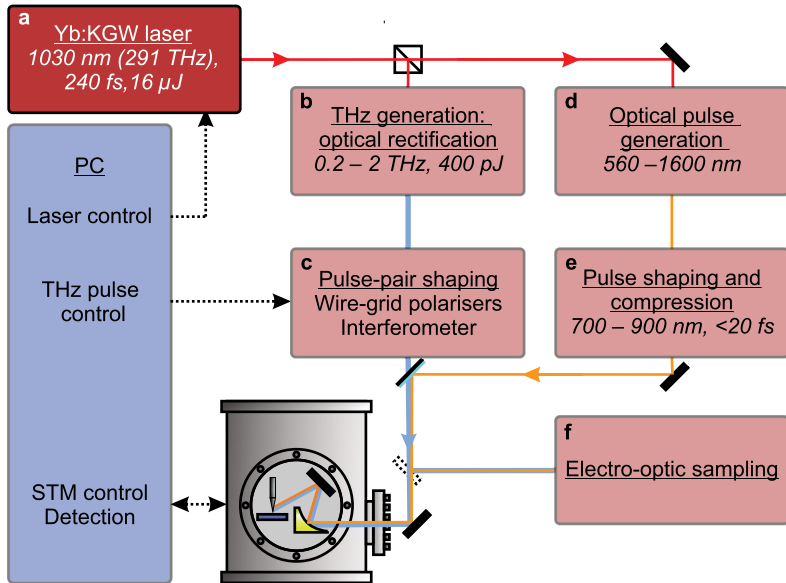 a
Yb:KGW laser
1030 nm (291 THz),
240 fs,16 µJ
b
THz generation:
optical rectification
0.2 – 2 THz, 400 pJ
d
Optical pulse
generation
560 –1600 nm
PC
Laser control
THz pulse
control
STM control
Detection
c
Pulse-pair shaping
Wire-grid polarisers
Interferometer
e
Pulse shaping and
compression
700 – 900 nm, <20 fs
f
Electro-optic sampling